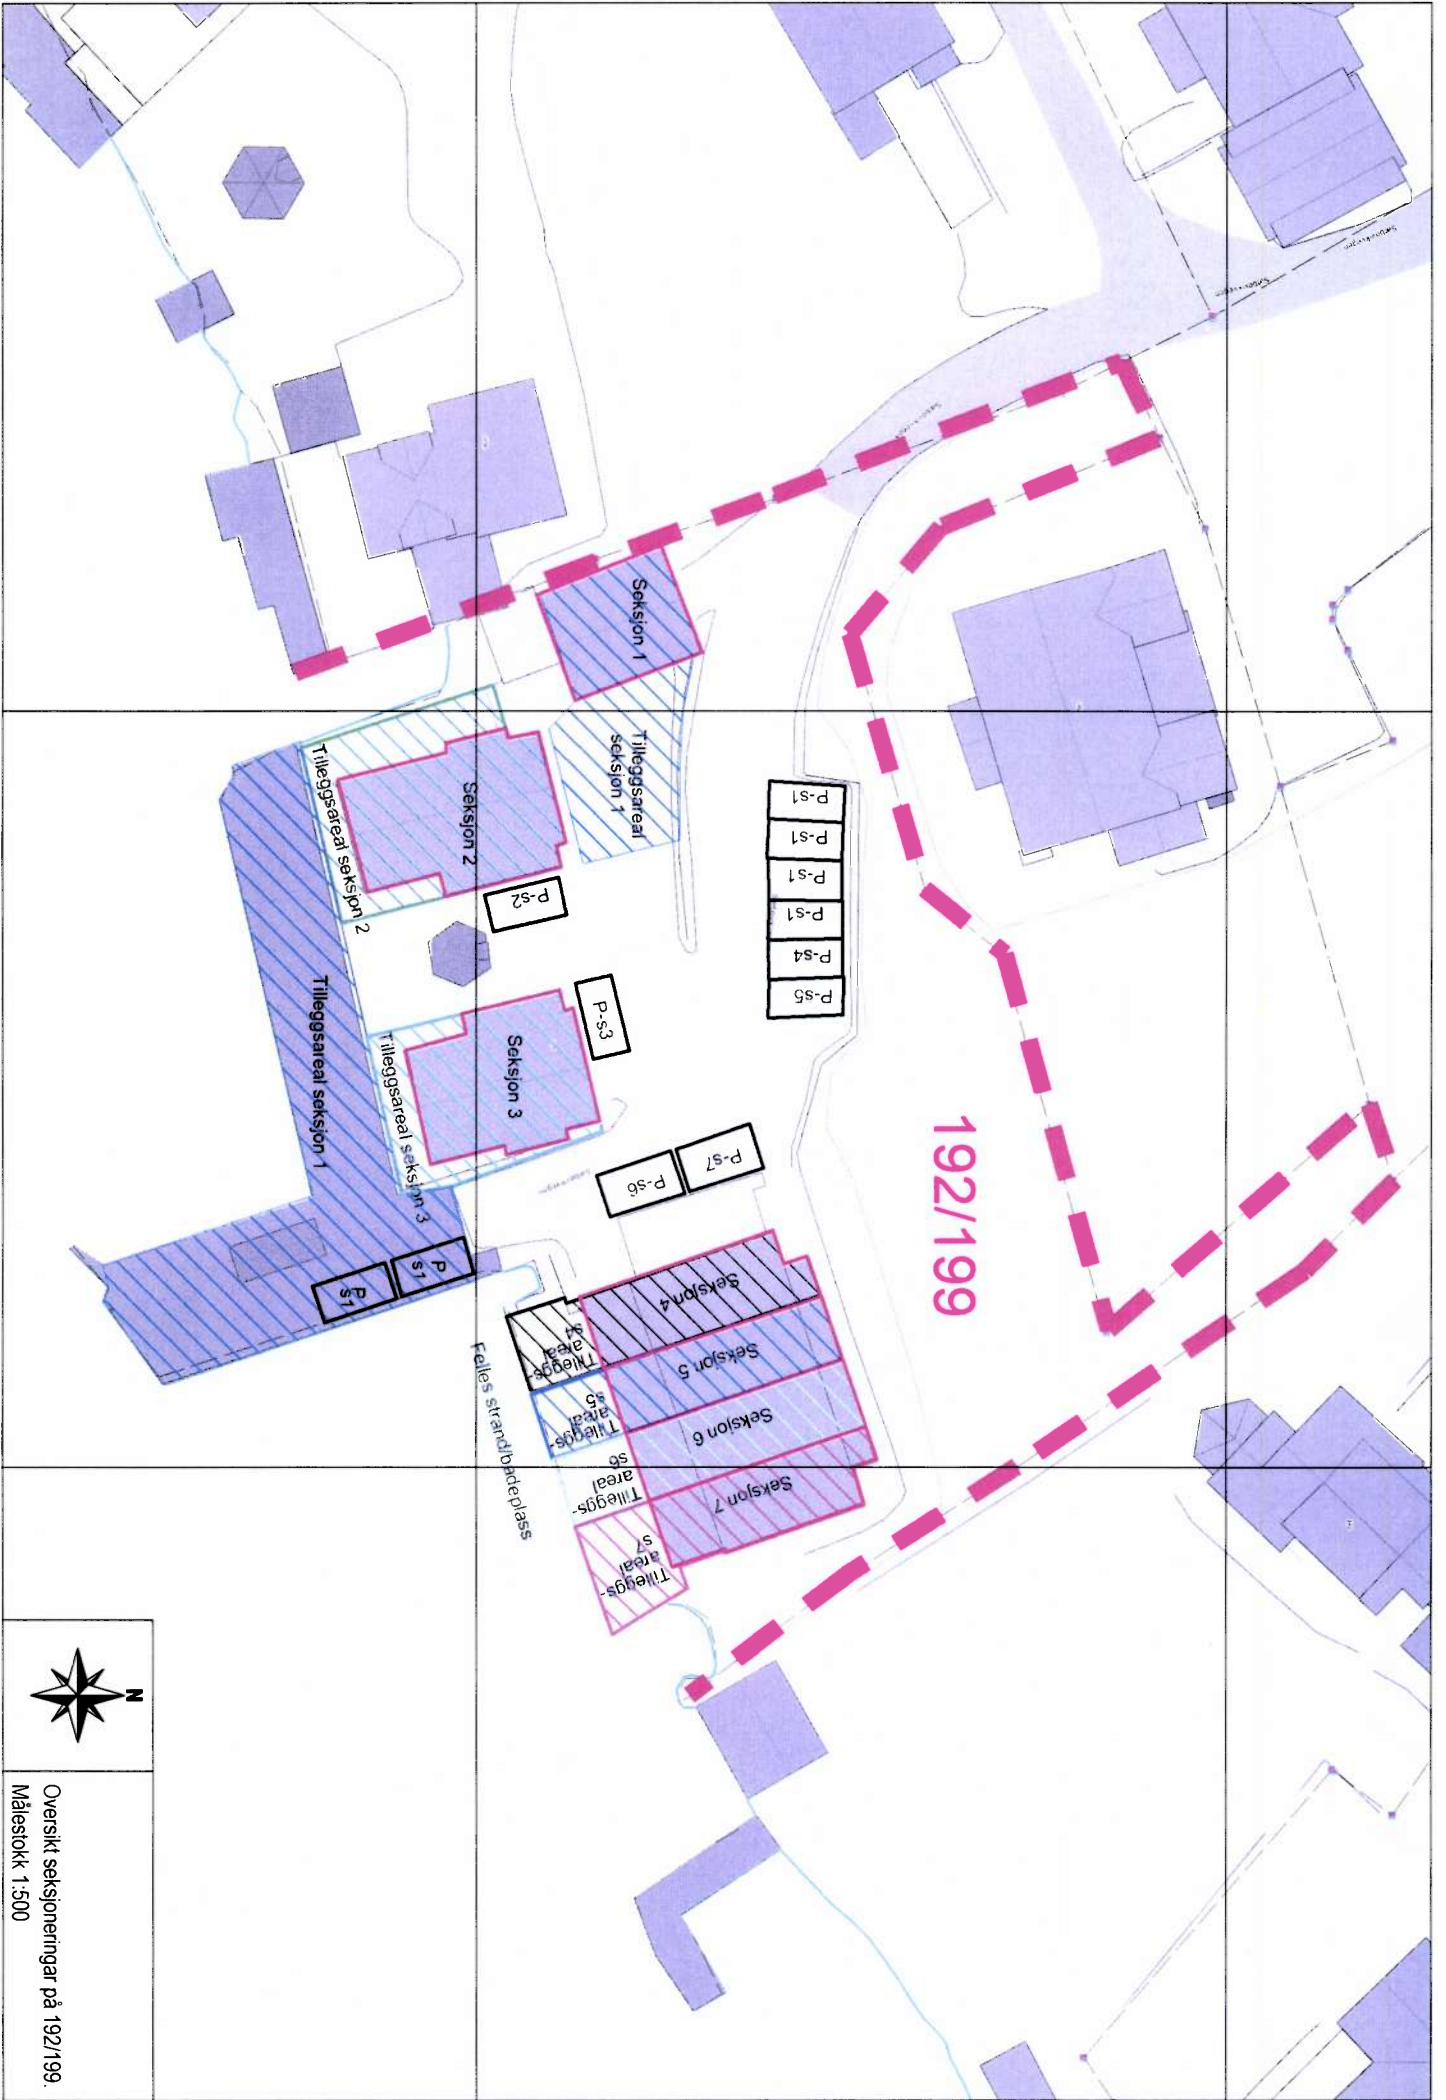 Sætervikvegen
192/199
Seksjon 1
Tilleggsareal
seksjon 1
Seksjon 2
Tilleggsareal seksjon 2
Seksjon 3
Tilleggsareal seksjon 3
Tilleggsareal seksjon 1
P-s1
P-s1
P-s1
P-s1
P-s4
P-s5
P-s2
P-s3
P-s7
P-s6
P
s1
P
s1
Seksjon 4
Seksjon 5
Seksjon 6
Seksjon 7
Tilleggs-
areal
s4
Tilleggs-
areal
s5
Tilleggs-
areal
s6
Tilleggs-
areal
s7
Felles strand/badeplass
N
Oversikt seksjoneringar på 192/199.
Målestokk 1:500